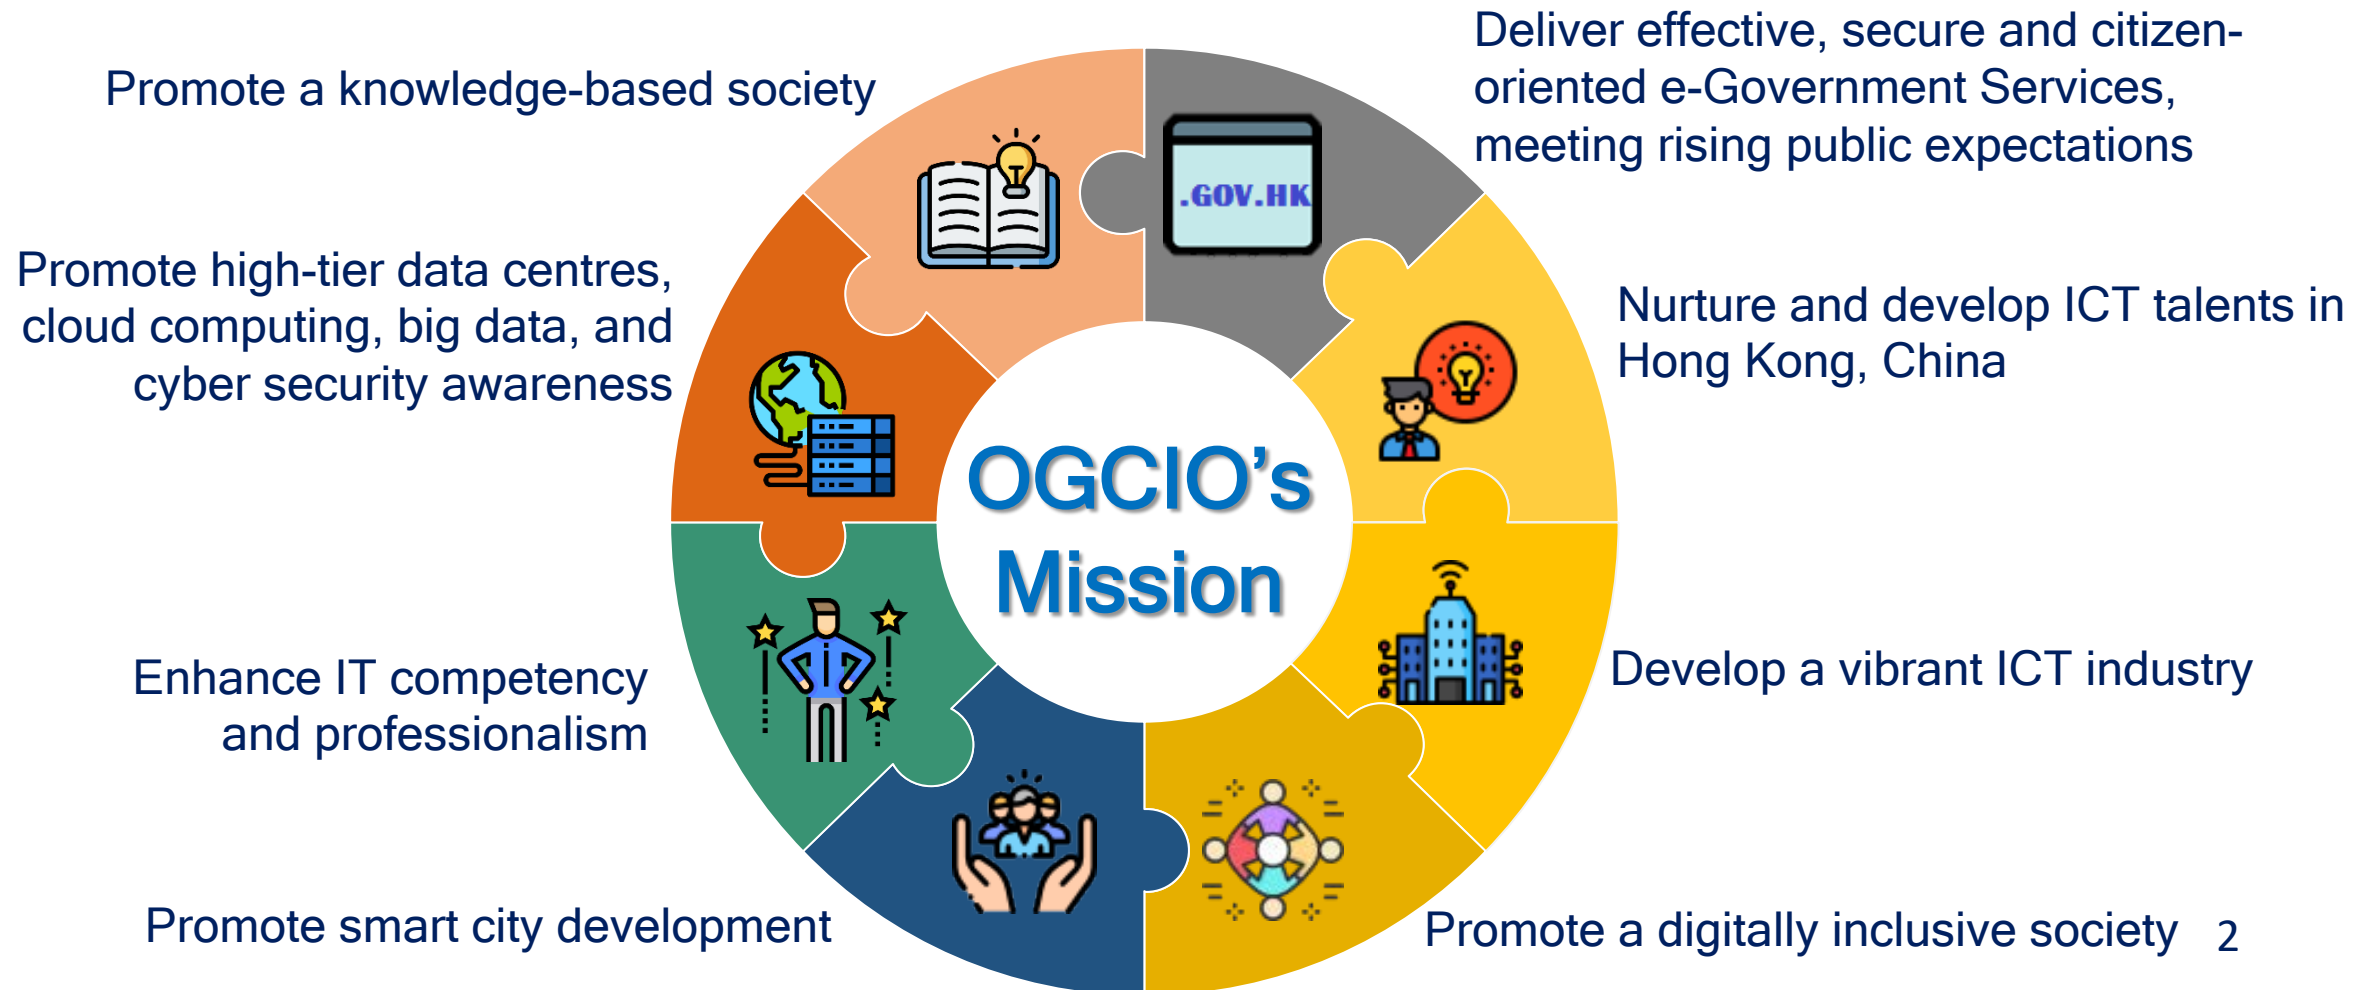 Promote a knowledge-based society
Deliver effective, secure and citizen-
oriented e-Government Services,
meeting rising public expectations
.GOV.HK
Promote high-tier data centres,
cloud computing, big data, and
cyber security awareness
Nurture and develop ICT talents in
Hong Kong, China
OGCIO’s
Mission
Enhance IT competency
and professionalism
Develop a vibrant ICT industry
Promote smart city development
Promote a digitally inclusive society
2